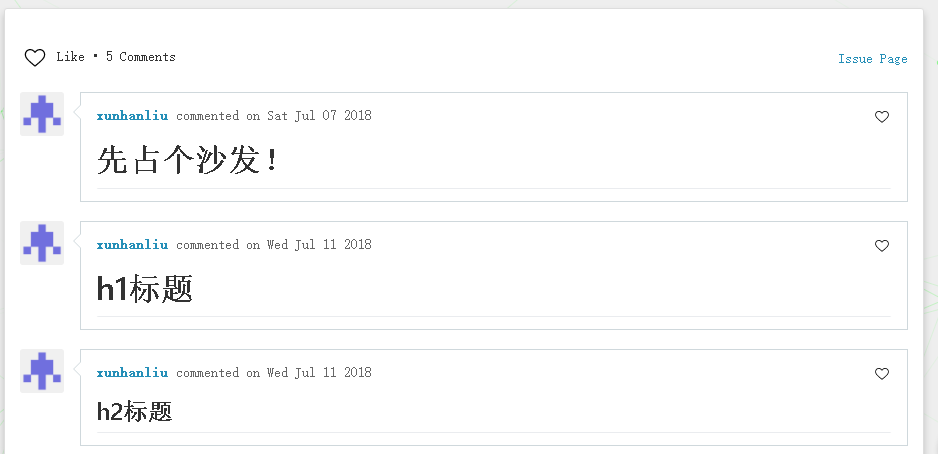 Like • 5 Comments
Issue Page
xunhanliu commented on Sat Jul 07 2018
先占个沙发！
xunhanliu commented on Wed Jul 11 2018
h1标题
xunhanliu commented on Wed Jul 11 2018
h2标题